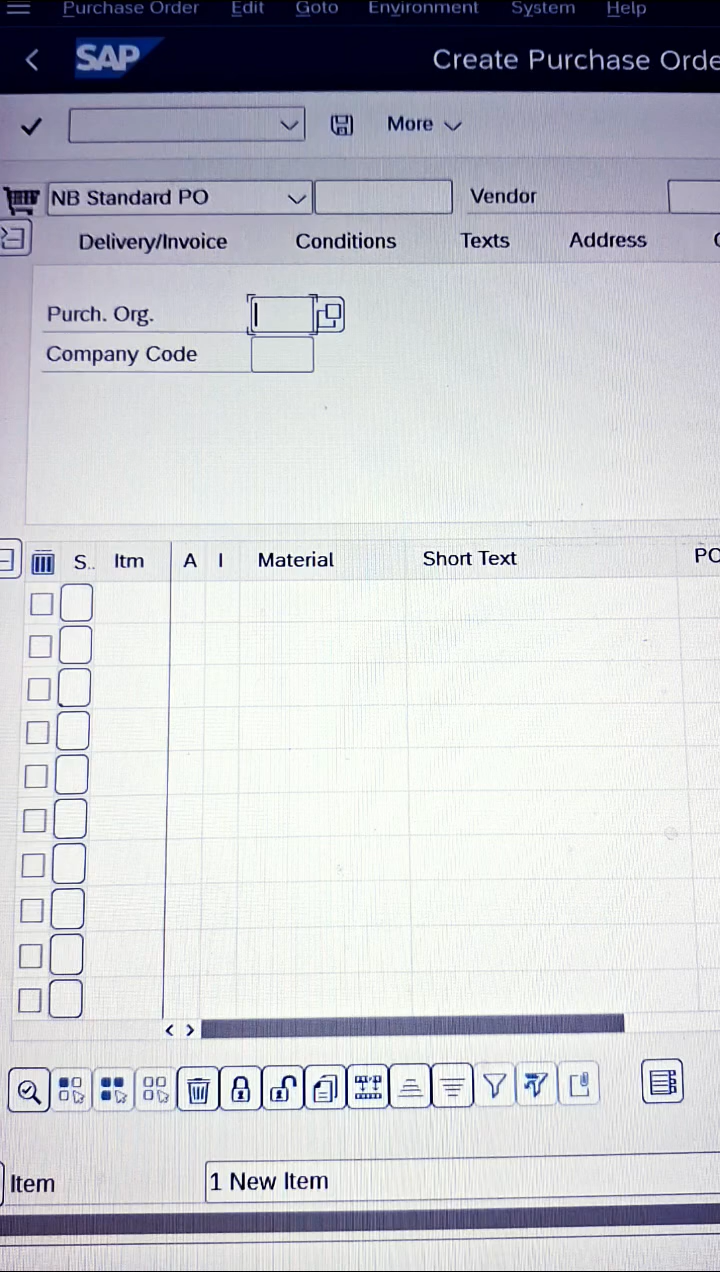 Purchase Order Edit Goto Environment System Help
SAP Create Purchase Orde
More
NB Standard PO Vendor
Delivery/Invoice Conditions Texts Address
Purch. Org.
Company Code
S.. Itm A I Material Short Text PO
Item 1 New Item